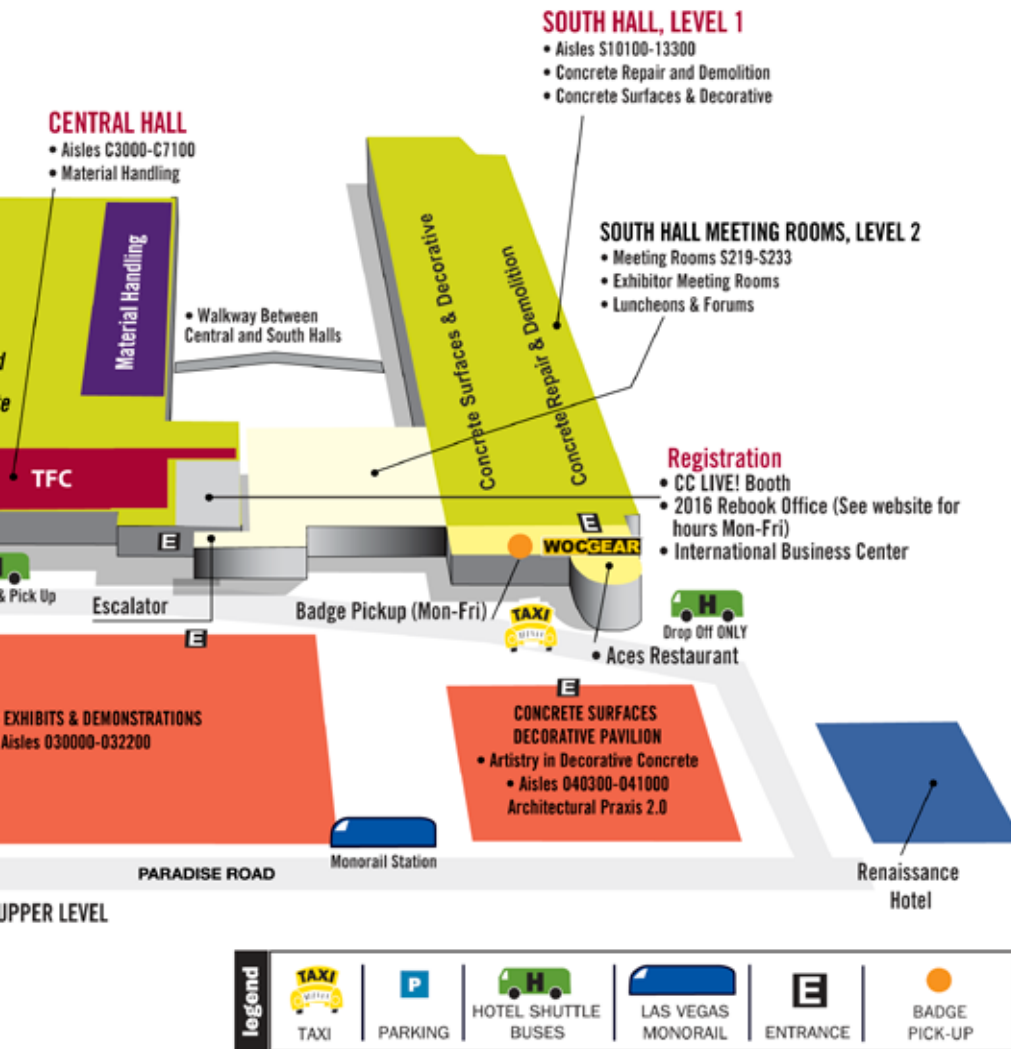 SOUTH HALL, LEVEL 1
• Aisles S10100-13300
• Concrete Repair and Demolition
• Concrete Surfaces & Decorative
CENTRAL HALL
• Aisles C3000-C7100
• Material Handling
SOUTH HALL MEETING ROOMS, LEVEL 2
• Meeting Rooms S219-S233
• Exhibitor Meeting Rooms
• Luncheons & Forums
Material Handling
• Walkway Between
Central and South Halls
Concrete Surfaces & Decorative
Concrete Repair & Demolition
TFC
Registration
• CC LIVE! Booth
• 2016 Rebook Office (See website for
hours Mon-Fri)
• International Business Center
E
E
WOCGEAR
& Pick Up
Escalator
Badge Pickup (Mon-Fri)
TAXI
H
Drop Off ONLY
• Aces Restaurant
E
E
EXHIBITS & DEMONSTRATIONS
Aisles 030000-032200
CONCRETE SURFACES
DECORATIVE PAVILION
• Artistry in Decorative Concrete
• Aisles 040300-041000
Architectural Praxis 2.0
Monorail Station
PARADISE ROAD
Renaissance
Hotel
UPPER LEVEL
legend
TAXI
TAXI
P
PARKING
H
HOTEL SHUTTLE
BUSES
LAS VEGAS
MONORAIL
E
ENTRANCE
BADGE
PICK-UP